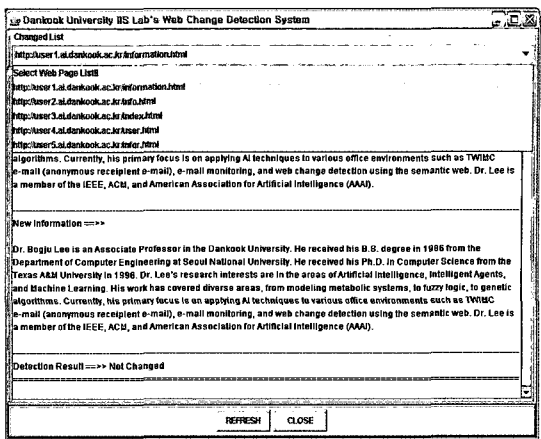 Dankook University IIS Lab's Web Change Detection System
Changed List
http://user1.ai.dankook.ac.kr/information.html
Select Web Page List!!
http://user1.ai.dankook.ac.kr/information.html
http://user2.ai.dankook.ac.kr/info.html
http://user3.ai.dankook.ac.kr/index.html
http://user4.ai.dankook.ac.kr/user.html
http://user5.ai.dankook.ac.kr/infor.html
algorithms. Currently, his primary focus is on applying AI techniques to various office environments such as TWIMC
e-mail (anonymous receipient e-mail), e-mail monitoring, and web change detection using the semantic web. Dr. Lee is
a member of the IEEE, ACM, and American Association for Artificial Intelligence (AAAI).
New Information ==>>
Dr. Bogju Lee is an Associate Professor in the Dankook University. He received his B.S. degree in 1986 from the
Department of Computer Engineering at Seoul National University. He received his Ph.D. in Computer Science from the
Texas A&M University in 1996. Dr. Lee's research interests are in the areas of Artificial Intelligence, Intelligent Agents,
and Machine Learning. His work has covered diverse areas, from modeling metabolic systems, to fuzzy logic, to genetic
algorithms. Currently, his primary focus is on applying AI techniques to various office environments such as TWIMC
e-mail (anonymous receipient e-mail), e-mail monitoring, and web change detection using the semantic web. Dr. Lee is
a member of the IEEE, ACM, and American Association for Artificial Intelligence (AAAI).
Detection Result ==>> Not Changed
REFRESH CLOSE